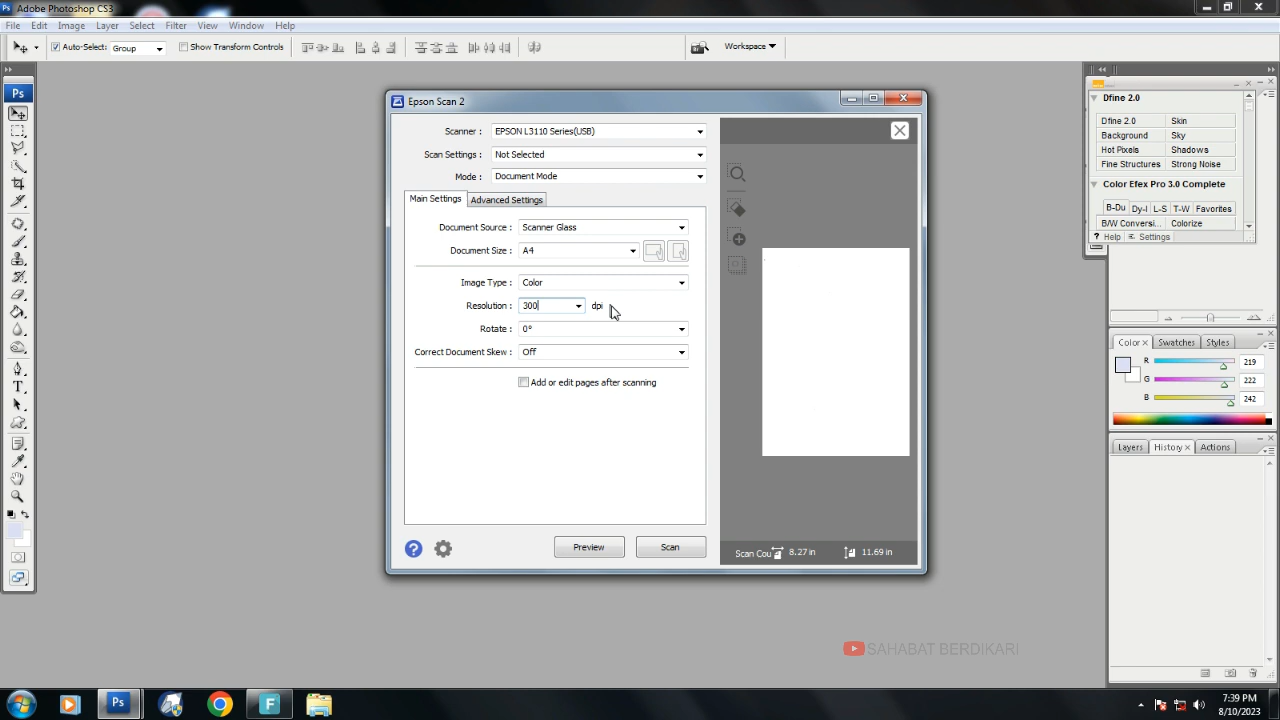 Adobe Photoshop CS3
File Edit Image Layer Select Filter View Window Help
Auto-Select: Group Show Transform Controls Workspace
Ps
Epson Scan 2
Scanner : EPSON L3110 Series(USB)
Scan Settings : Not Selected
Mode : Document Mode
Main Settings Advanced Settings
Document Source : Scanner Glass
Document Size : A4
Image Type : Color
Resolution : 300 dpi
Rotate : 0°
Correct Document Skew : Off
Add or edit pages after scanning
Preview Scan
Scan Cou 8.27 in 11.69 in
Dfine 2.0
Dfine 2.0 Skin
Background Sky
Hot Pixels Shadows
Fine Structures Strong Noise
Color Efex Pro 3.0 Complete
B-Du Dy-I L-S T-W Favorites
B/W Conversi... Colorize
? Help Settings
Color x Swatches Styles
R 219
G 222
B 242
Layers History x Actions
SAHABAT BERDIKARI
Ps F
7:39 PM
8/10/2023